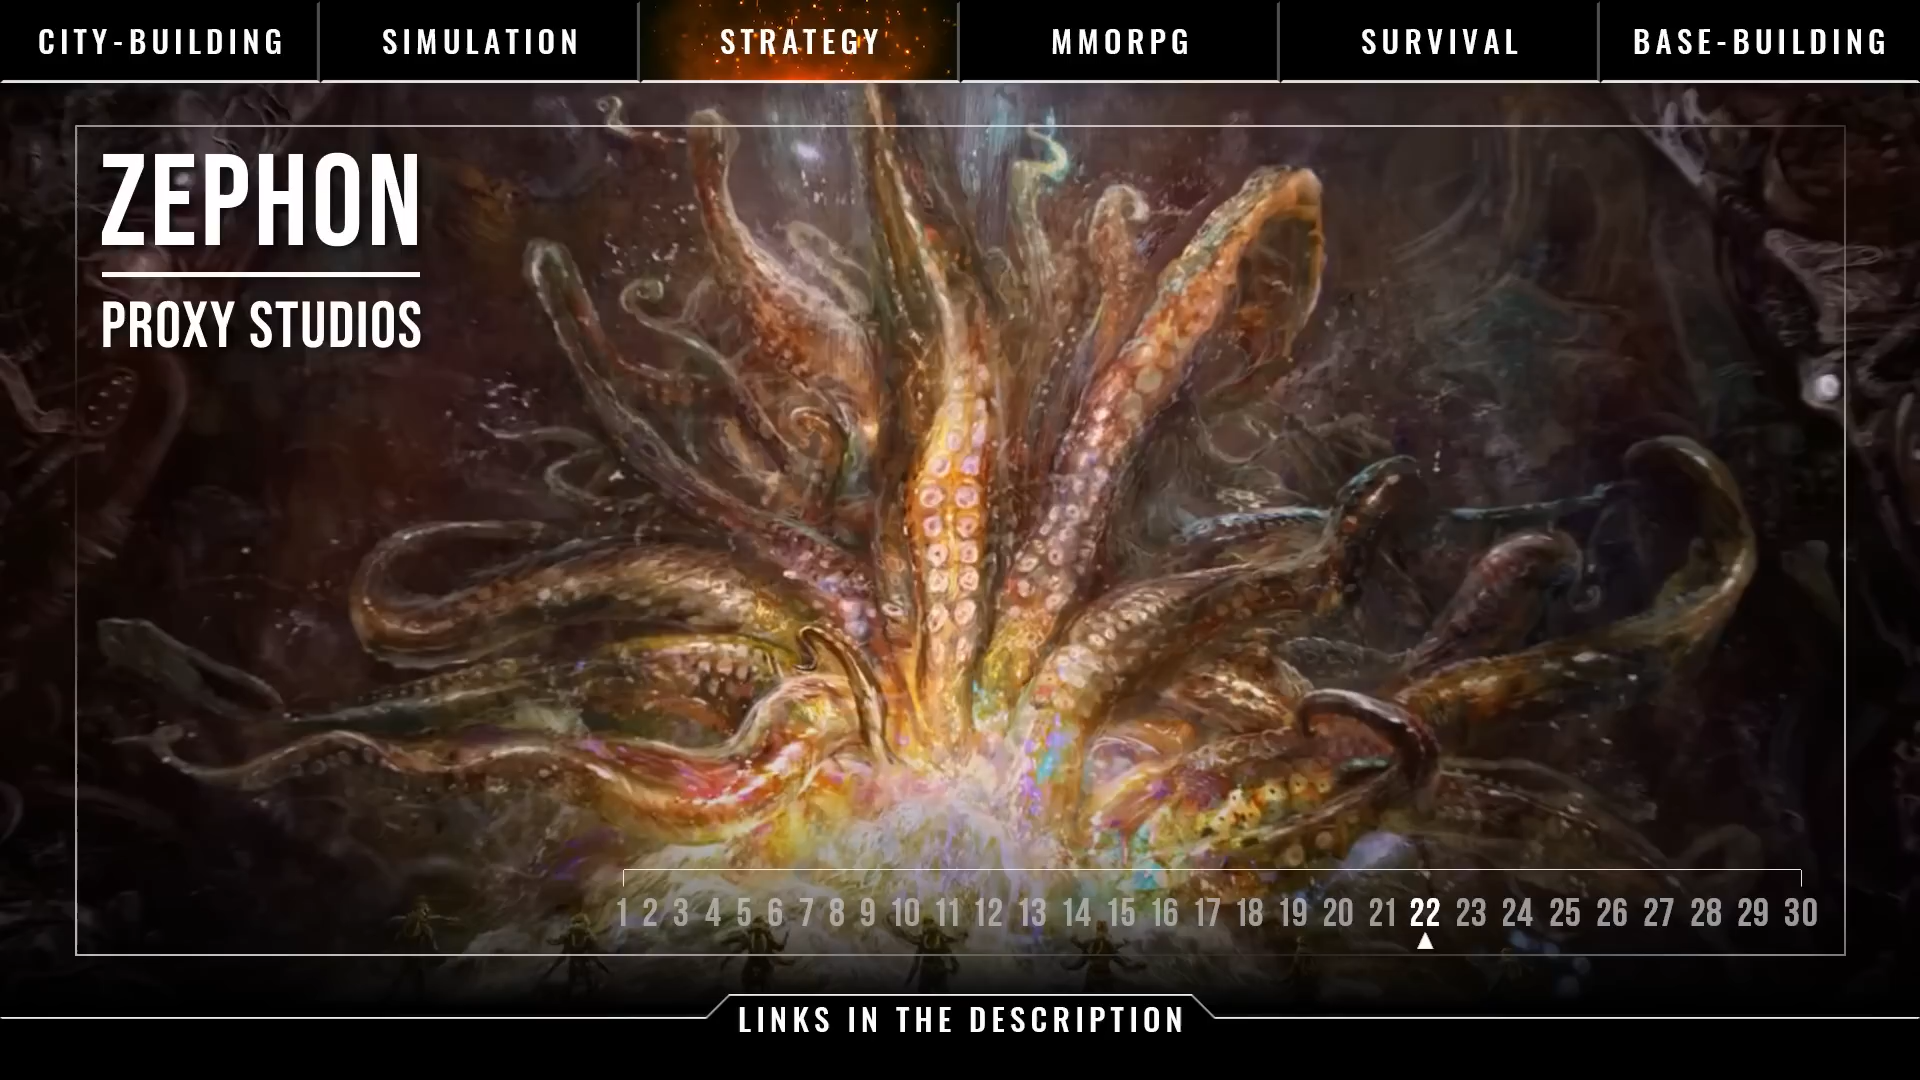 CITY-BUILDING SIMULATION STRATEGY MMORPG SURVIVAL BASE-BUILDING
ZEPHON
PROXY STUDIOS
1 2 3 4 5 6 7 8 9 10 11 12 13 14 15 16 17 18 19 20 21 22 23 24 25 26 27 28 29 30
LINKS IN THE DESCRIPTION